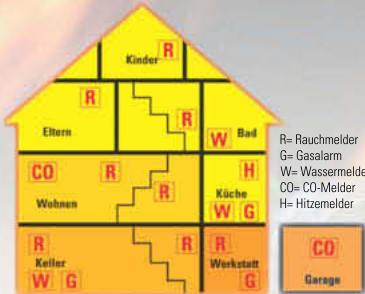 Kinder R
R R
Eltern W Bad
CO R H
Wohnen R Küche
W G
R R R
Keller Werkstatt
W G G
R= Rauchmelder
G= Gasalarm
W= Wassermelde
CO= CO-Melder
H= Hitzemelder
CO
Garage